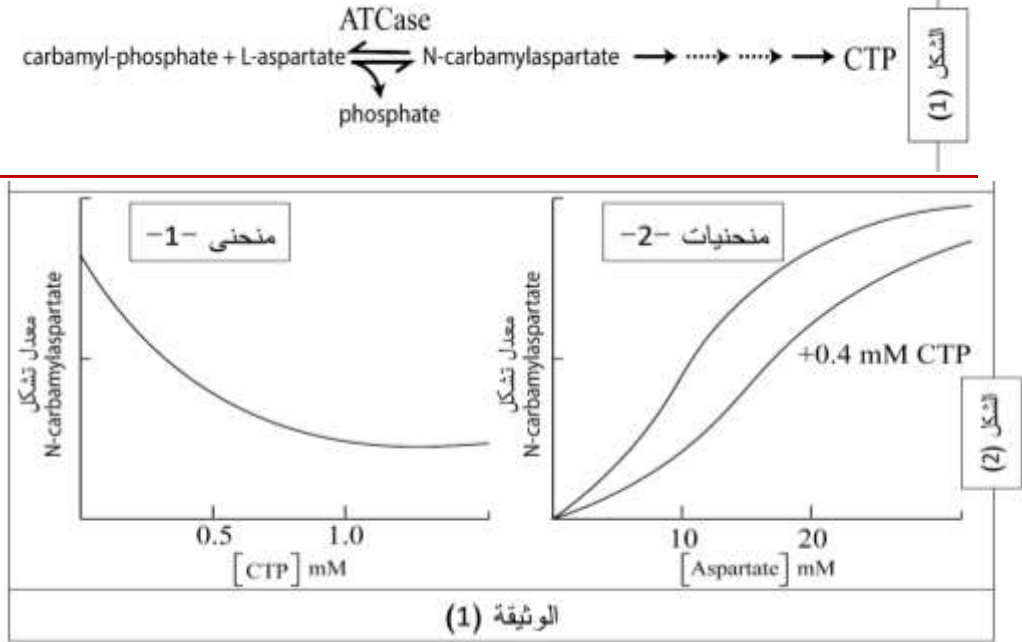 ATCase
carbamyl-phosphate + L-aspartate N-carbamylaspartate CTP
phosphate
الشكل (1)
منحنى -1-
معدل تشكل
N-carbamylaspartate
0.5 1.0
[CTP] mM
منحنيات -2-
معدل تشكل
N-carbamylaspartate
+0.4 mM CTP
10 20
[Aspartate] mM
الشكل (2)
الوثيقة (1)